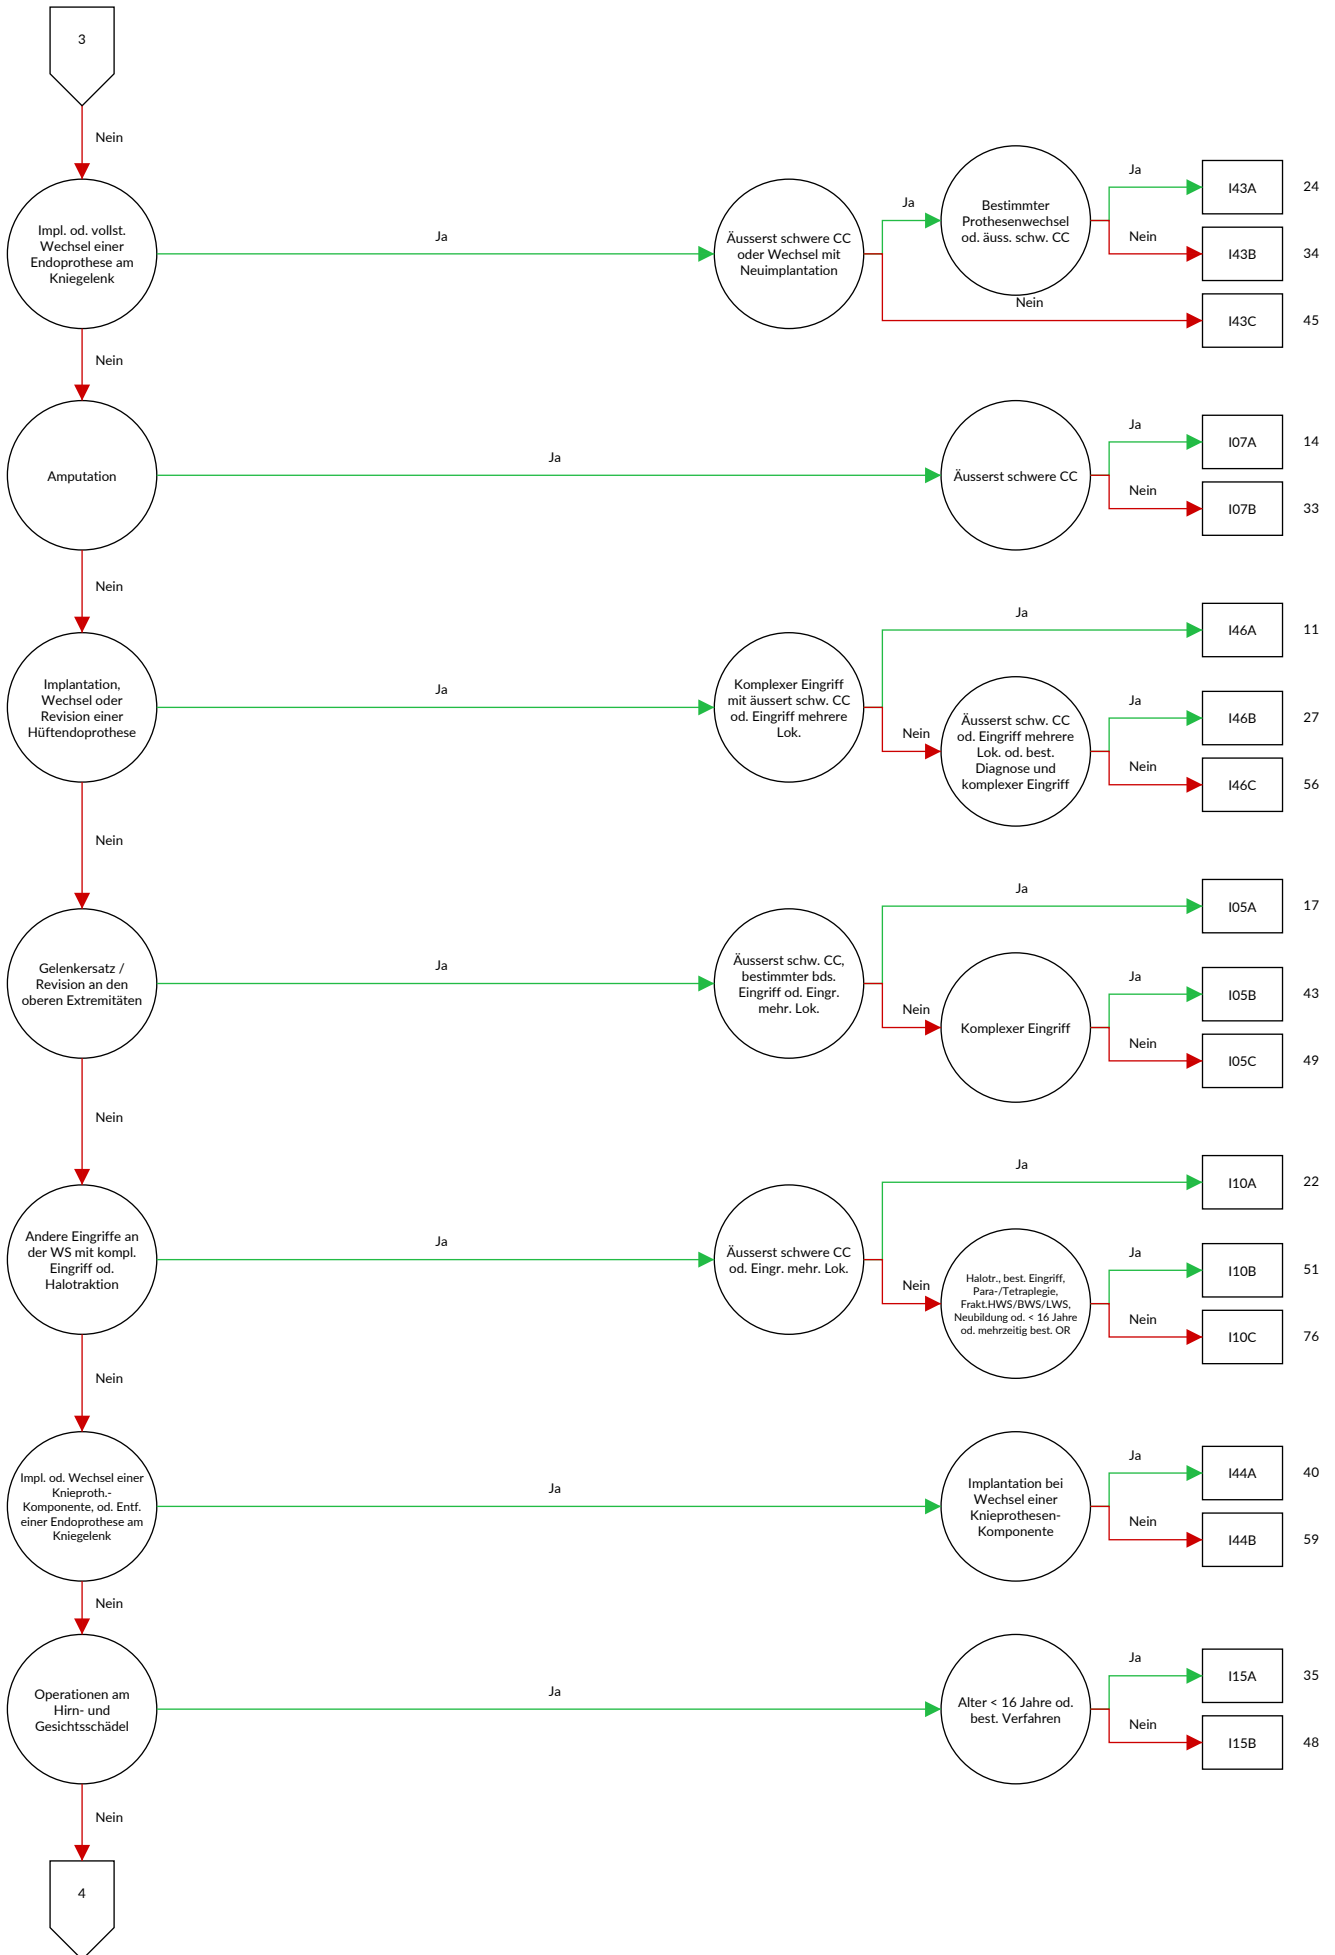 3
Nein
Impl. od. vollst.
Wechsel einer
Endoprothese am
Kniegelenk
Ja
Äusserst schwere CC
oder Wechsel mit
Neuimplantation
Ja
Bestimmter
Prothesenwechsel
od. äuss. schw. CC
Ja
I43A
24
Nein
I43B
34
Nein
I43C
45
Nein
Amputation
Ja
Äusserst schwere CC
Ja
I07A
14
Nein
I07B
33
Nein
Implantation,
Wechsel oder
Revision einer
Hüftendoprothese
Ja
Komplexer Eingriff
mit äussert schw. CC
od. Eingriff mehrere
Lok.
Ja
I46A
11
Nein
Äusserst schw. CC
od. Eingriff mehrere
Lok. od. best.
Diagnose und
komplexer Eingriff
Ja
I46B
27
Nein
I46C
56
Nein
Gelenkersatz /
Revision an den
oberen Extremitäten
Ja
Äusserst schw. CC,
bestimmter bds.
Eingriff od. Eingr.
mehr. Lok.
Ja
I05A
17
Nein
Komplexer Eingriff
Ja
I05B
43
Nein
I05C
49
Nein
Andere Eingriffe an
der WS mit kompl.
Eingriff od.
Halotraktion
Ja
Äusserst schwere CC
od. Eingr. mehr. Lok.
Ja
I10A
22
Nein
Halotr., best. Eingriff,
Para-/Tetraplegie,
Frakt.HWS/BWS/LWS,
Neubildung od. < 16 Jahre
od. mehrzeitig best. OR
Ja
I10B
51
Nein
I10C
76
Nein
Impl. od. Wechsel einer
Knieproth.-
Komponente, od. Entf.
einer Endoprothese am
Kniegelenk
Ja
Implantation bei
Wechsel einer
Knieprothesen-
Komponente
Ja
I44A
40
Nein
I44B
59
Nein
Operationen am
Hirn- und
Gesichtsschädel
Ja
Alter < 16 Jahre od.
best. Verfahren
Ja
I15A
35
Nein
I15B
48
Nein
4